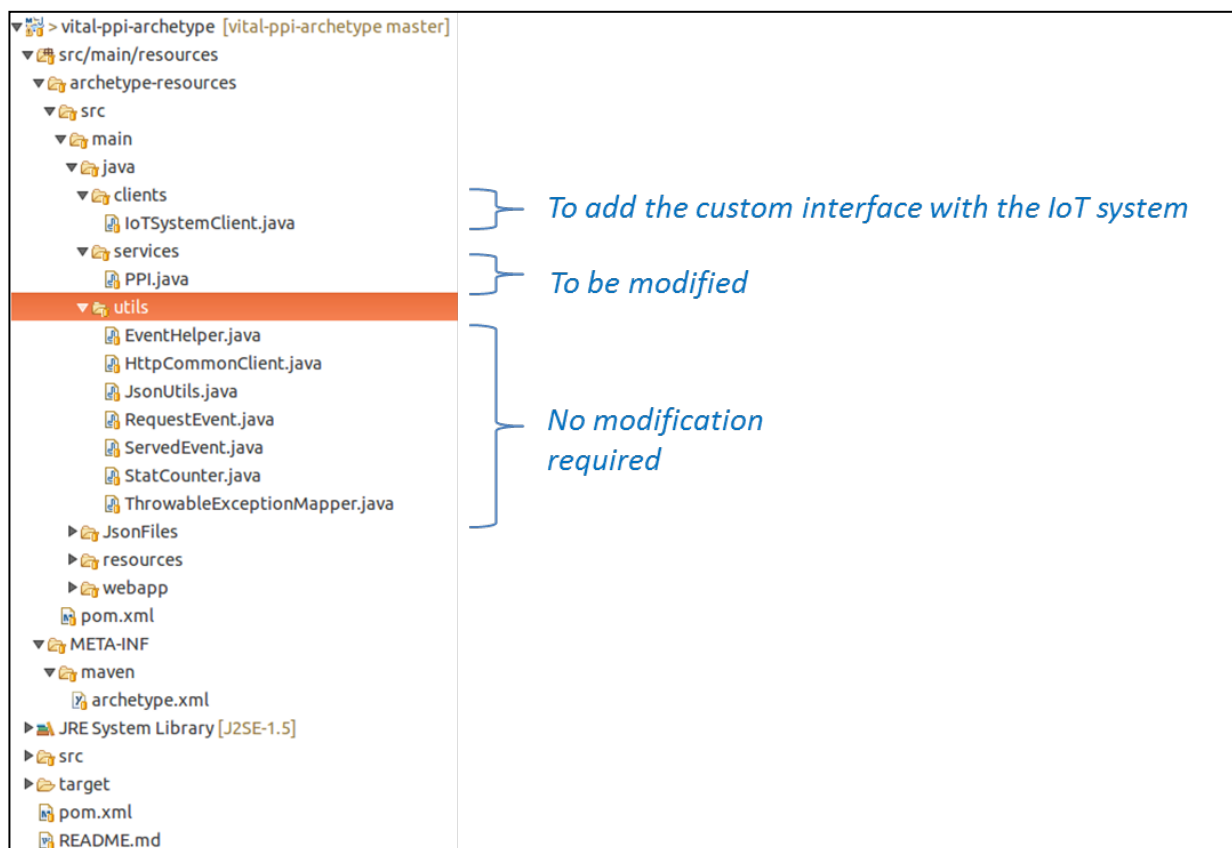 > vital-ppi-archetype [vital-ppi-archetype master]
src/main/resources
archetype-resources
src
main
java
clients
IoTSystemClient.java
To add the custom interface with the IoT system
services
PPI.java
To be modified
utils
EventHelper.java
HttpCommonClient.java
JsonUtils.java
RequestEvent.java
ServedEvent.java
StatCounter.java
ThrowableExceptionMapper.java
No modification
required
JsonFiles
resources
webapp
pom.xml
META-INF
maven
archetype.xml
JRE System Library [J2SE-1.5]
src
target
pom.xml
README.md